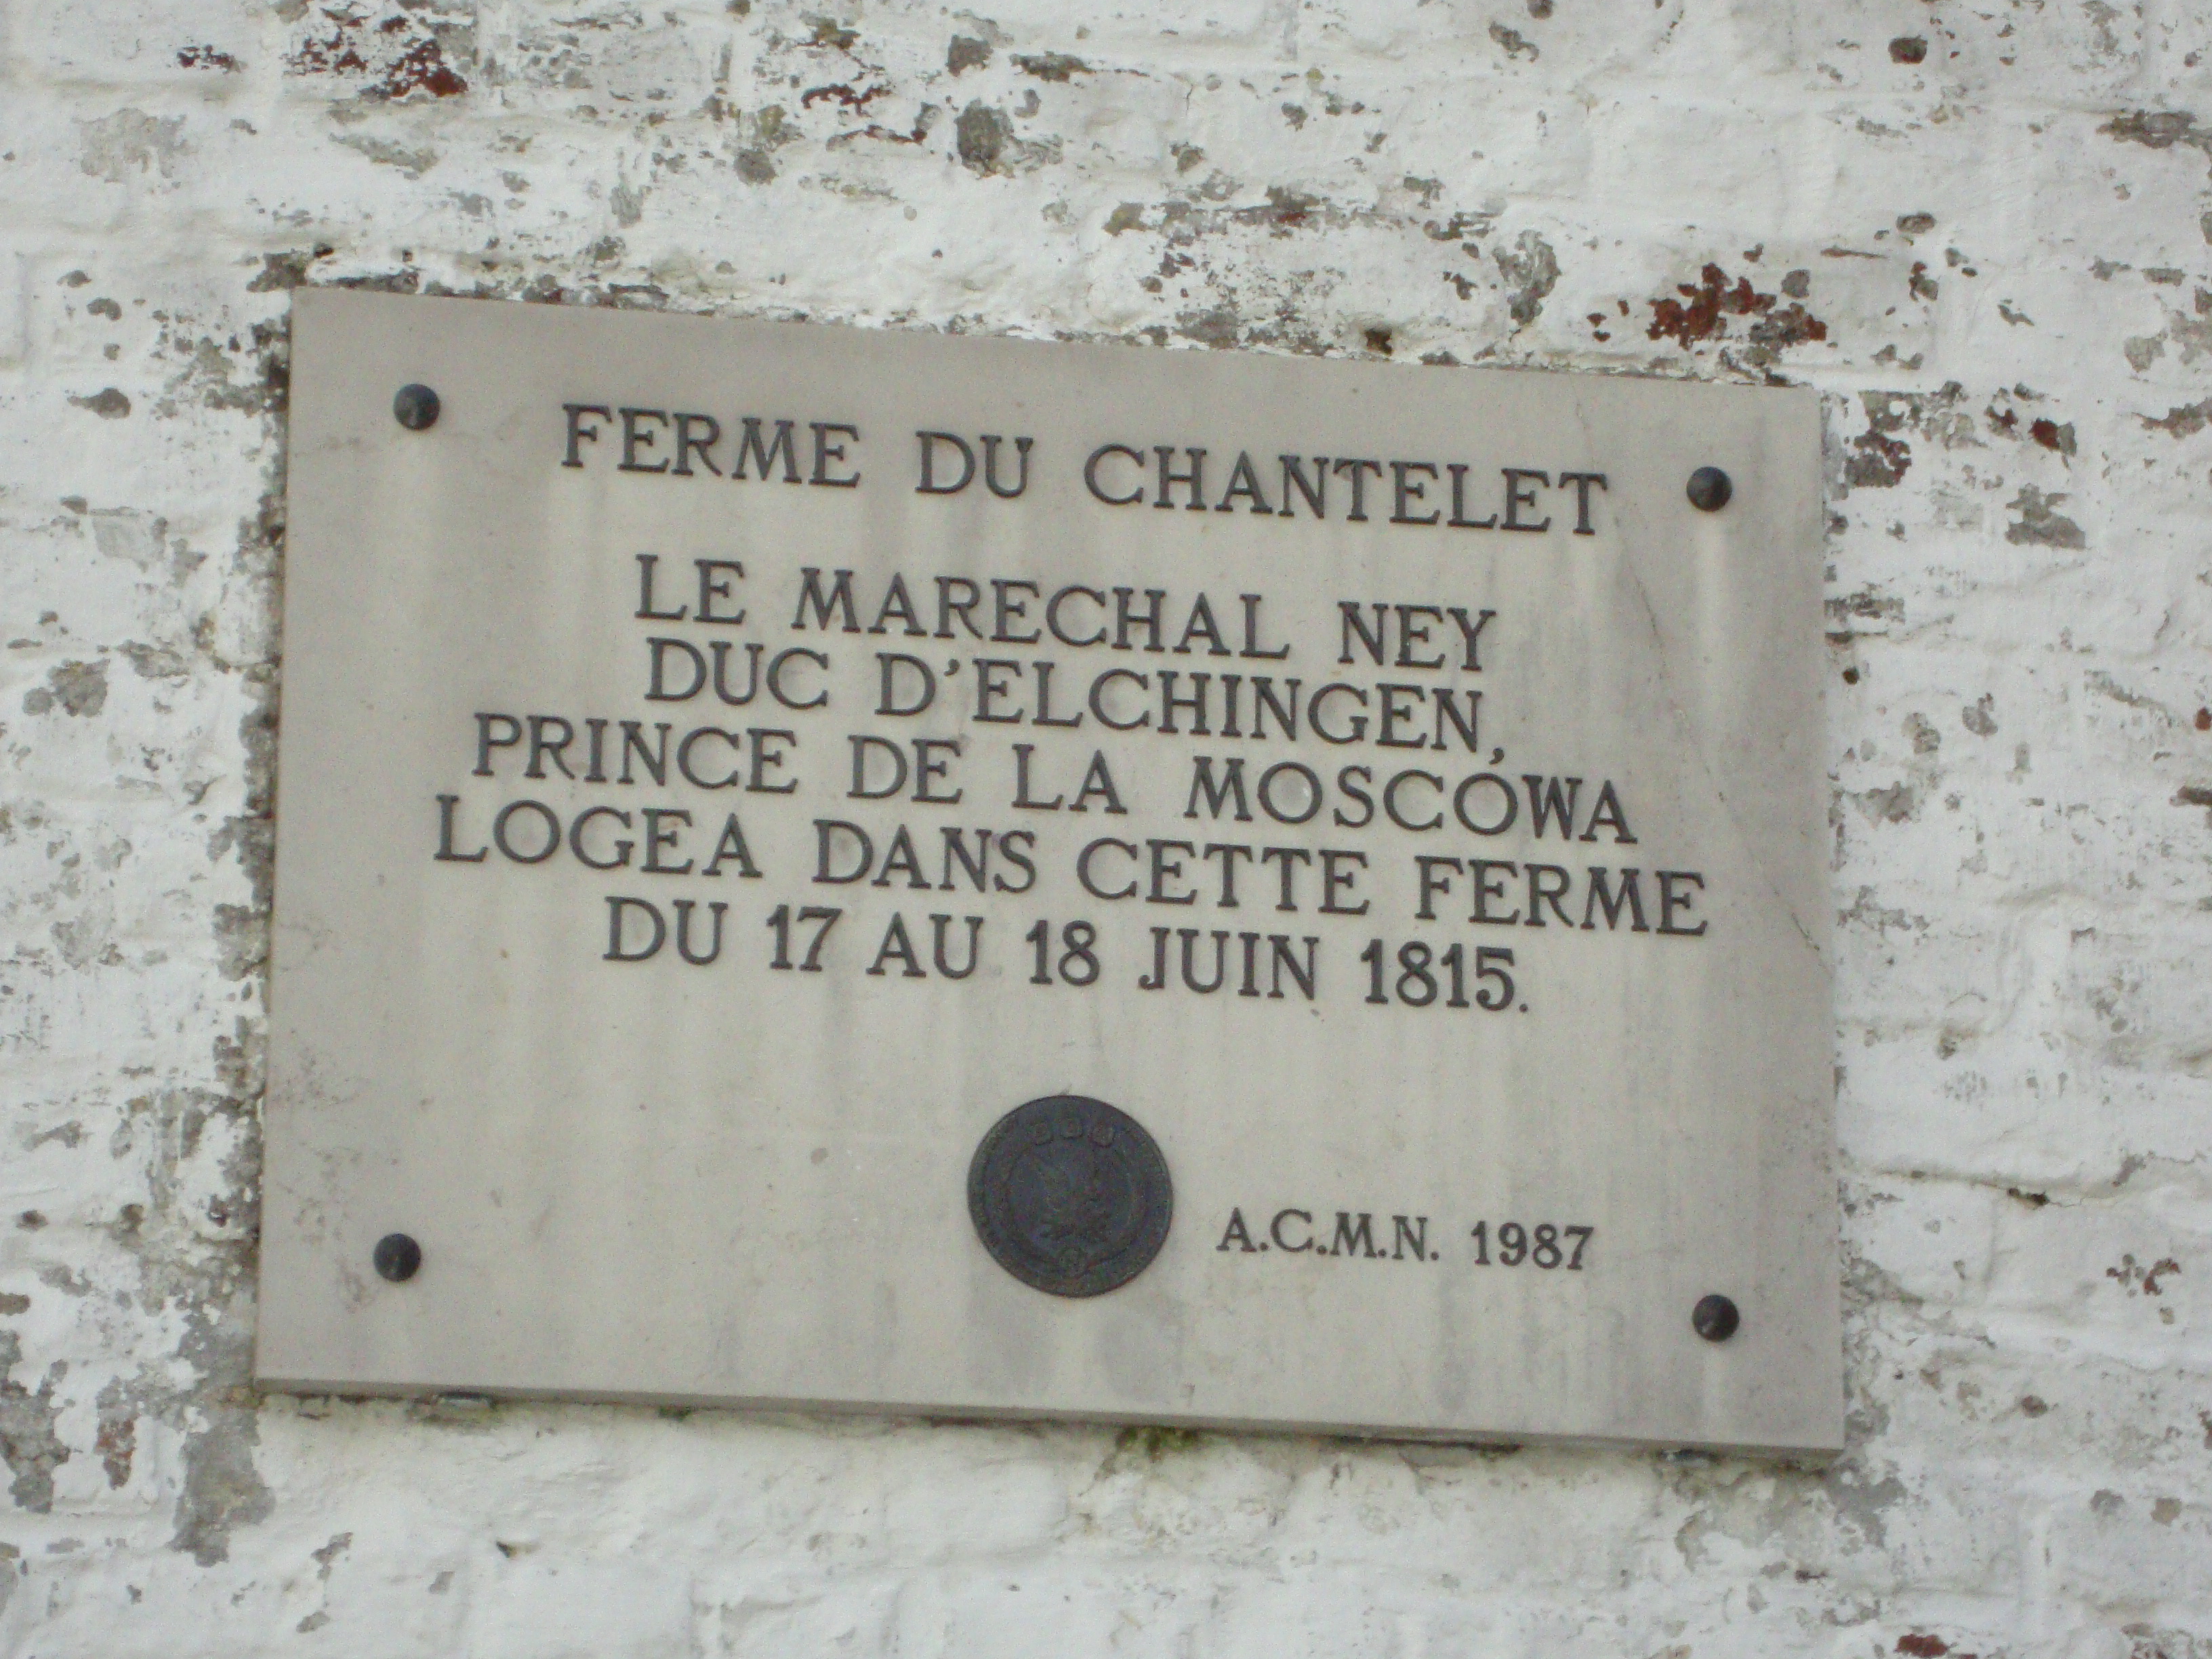 FERME DU CHANTELET
LE MARECHAL NEY
DUC D'ELCHINGEN,
PRINCE DE LA MOSCOWA
LOGEA DANS CETTE FERME
DU 17 AU 18 JUIN 1815.
A.C.M.N. 1987